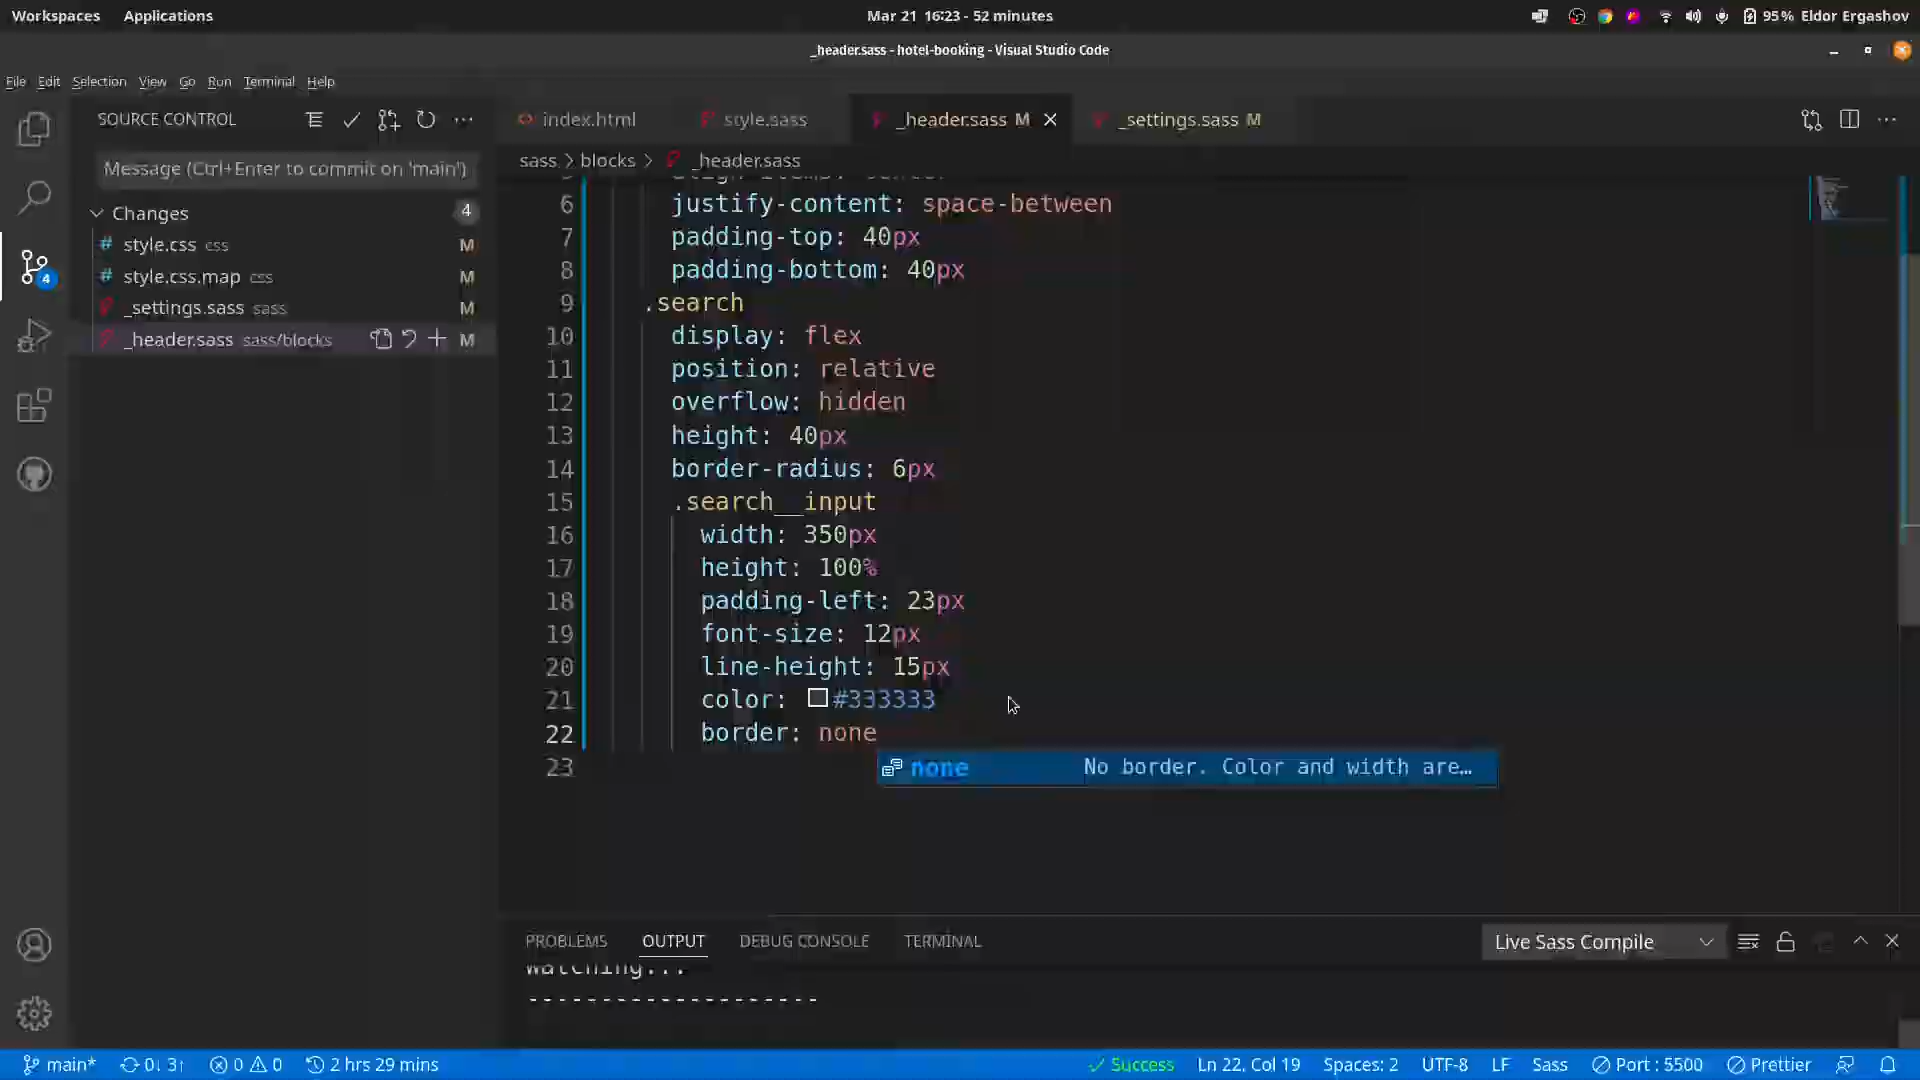 Workspaces Applications Mar 21 16:23 - 52 minutes 95% Eldor Ergashov
_header.sass - hotel-booking - Visual Studio Code
File Edit Selection View Go Run Terminal Help
SOURCE CONTROL
index.html style.sass _header.sass M _settings.sass M
sass > blocks > _header.sass
Message (Ctrl+Enter to commit on 'main')
Changes 4
style.css css M
style.css.map css M
_settings.sass sass M
_header.sass sass/blocks M
4
6 justify-content: space-between
7 padding-top: 40px
8 padding-bottom: 40px
9 .search
10 display: flex
11 position: relative
12 overflow: hidden
13 height: 40px
14 border-radius: 6px
15 .search__input
16 width: 350px
17 height: 100%
18 padding-left: 23px
19 font-size: 12px
20 line-height: 15px
21 color: #333333
22 border: none
23
none No border. Color and width are…
PROBLEMS OUTPUT DEBUG CONSOLE TERMINAL Live Sass Compile
Watching...
--------------------
main* 0↓ 3↑ 0 0 2 hrs 29 mins Success Ln 22, Col 19 Spaces: 2 UTF-8 LF Sass Port : 5500 Prettier